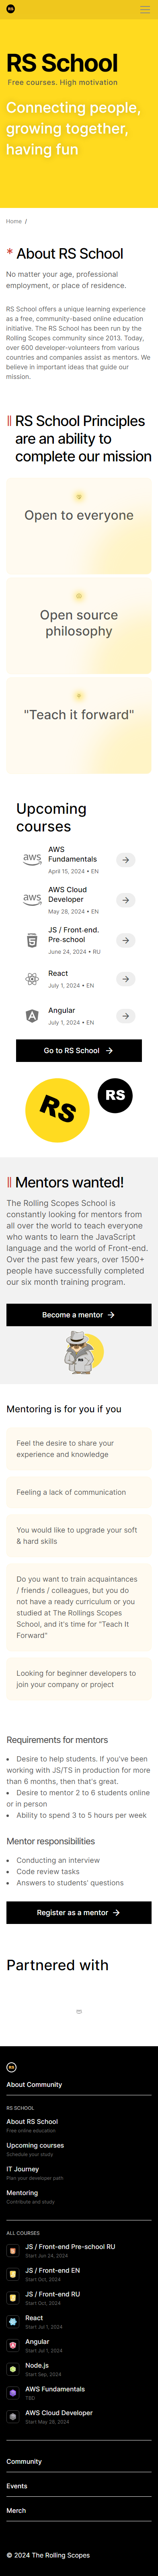 RS
RS School
Free courses. High motivation
Connecting people,
growing together,
having fun
Home /
* About RS School
No matter your age, professional
employment, or place of residence.
RS School offers a unique learning experience
as a free, community-based online education
initiative. The RS School has been run by the
Rolling Scopes community since 2013. Today,
over 600 developer-volunteers from various
countries and companies assist as mentors. We
believe in important ideas that guide our
mission.
RS School Principles
are an ability to
complete our mission
Open to everyone
Open source
philosophy
"Teach it forward"
Upcoming
courses
aws
AWS
Fundamentals
April 15, 2024 • EN
aws
AWS Cloud
Developer
May 28, 2024 • EN
JS / Front-end.
Pre-school
June 24, 2024 • RU
React
July 1, 2024 • EN
Angular
July 1, 2024 • EN
Go to RS School →
RS
RS
Mentors wanted!
The Rolling Scopes School is
constantly looking for mentors from
all over the world to teach everyone
who wants to learn the JavaScript
language and the world of Front-end.
Over the past few years, over 1500+
people have successfully completed
our six month training program.
Become a mentor →
Mentoring is for you if you
Feel the desire to share your
experience and knowledge
Feeling a lack of communication
You would like to upgrade your soft
& hard skills
Do you want to train acquaintances
/ friends / colleagues, but you do
not have a ready curriculum or you
studied at The Rollings Scopes
School, and it's time for "Teach It
Forward"
Looking for beginner developers to
join your company or project
Requirements for mentors
• Desire to help students. If you've been
working with JS/TS in production for more
than 6 months, then that's great.
• Desire to mentor 2 to 6 students online
or in person
• Ability to spend 3 to 5 hours per week
Mentor responsibilities
• Conducting an interview
• Code review tasks
• Answers to students' questions
Register as a mentor →
Partnered with
RS
About Community
RS SCHOOL
About RS School
Free online education
Upcoming courses
Schedule your study
IT Journey
Plan your developer path
Mentoring
Contribute and study
ALL COURSES
JS / Front-end Pre-school RU
Start Jun 24, 2024
JS / Front-end EN
Start Oct, 2024
JS / Front-end RU
Start Oct, 2024
React
Start Jul 1, 2024
Angular
Start Jul 1, 2024
Node.js
Start Sep, 2024
AWS Fundamentals
TBD
AWS Cloud Developer
Start May 28, 2024
Community
Events
Merch
© 2024 The Rolling Scopes